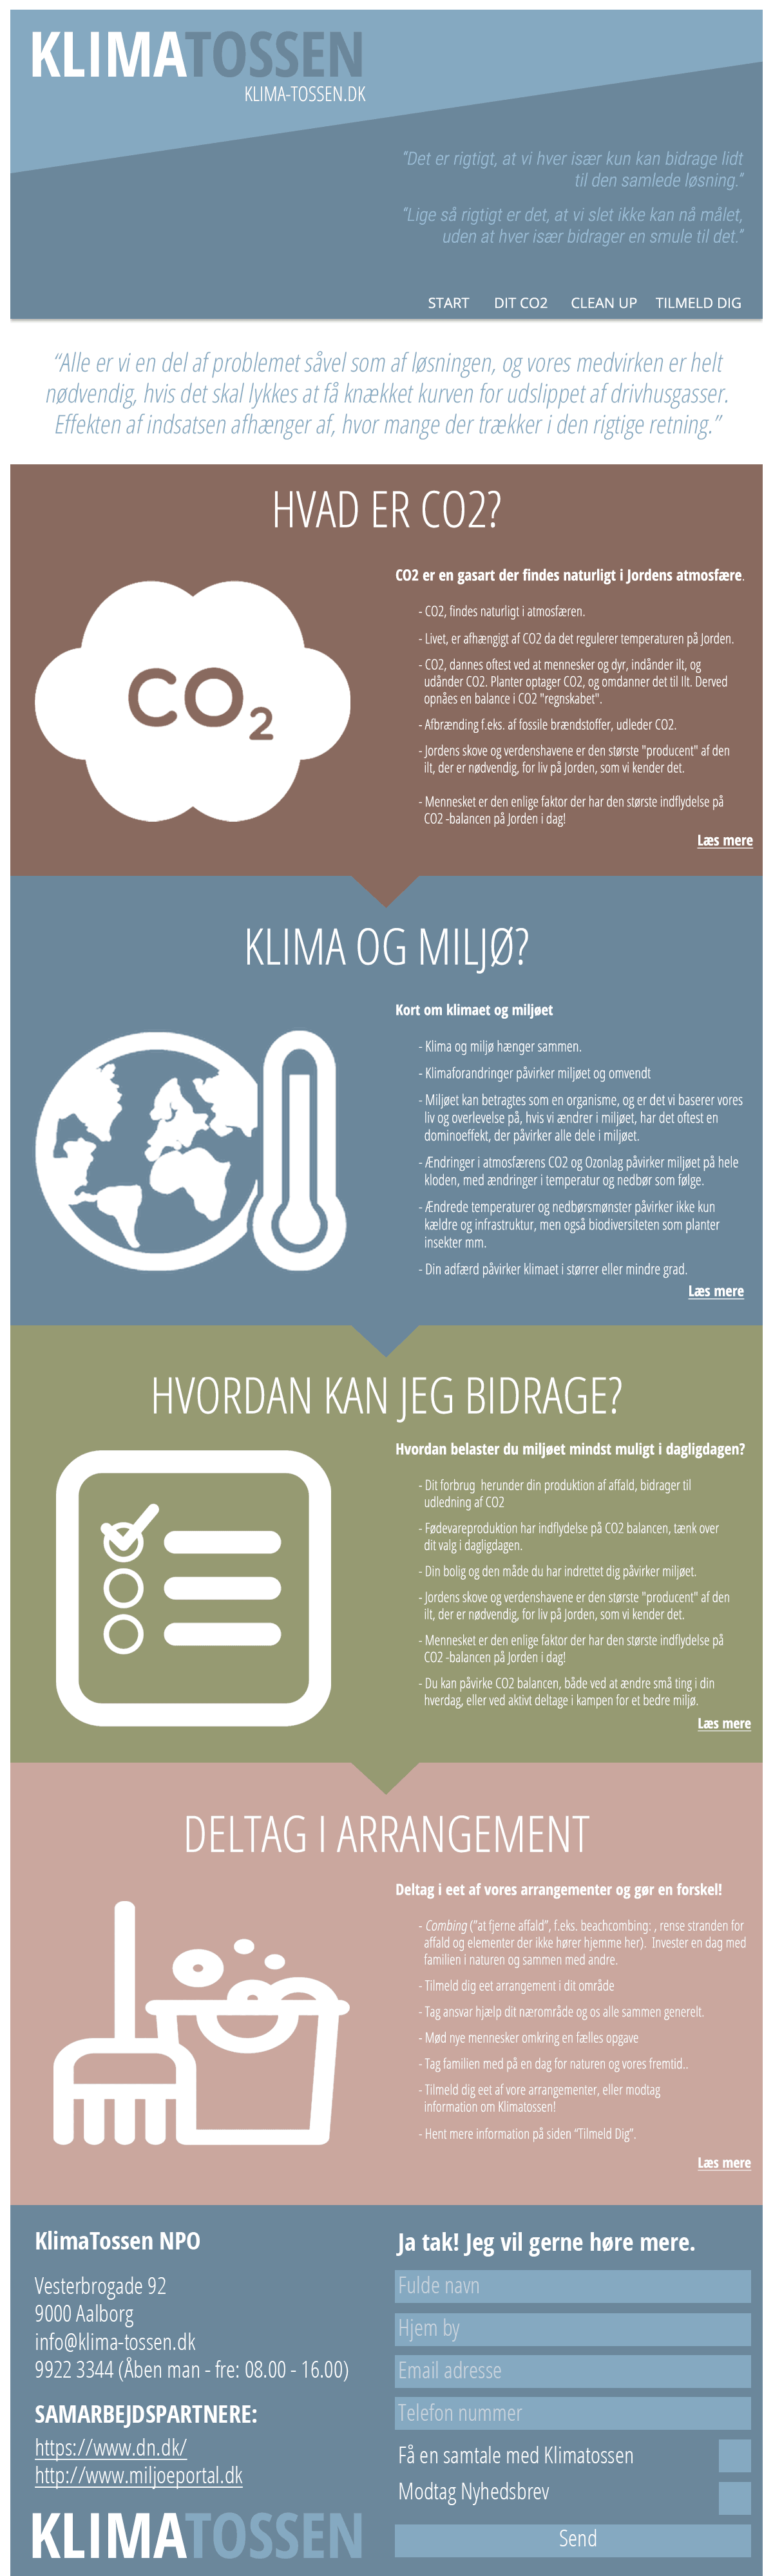 KLIMATOSSEN
KLIMA-TOSSEN.DK
"Det er rigtigt, at vi hver især kun kan bidrage lidt
til den samlede løsning."
"Lige så rigtigt er det, at vi slet ikke kan nå målet,
uden at hver især bidrager en smule til det."
START DIT CO2 CLEAN UP TILMELD DIG
“Alle er vi en del af problemet såvel som af løsningen, og vores medvirken er helt
nødvendig, hvis det skal lykkes at få knækket kurven for udslippet af drivhusgasser.
Effekten af indsatsen afhænger af, hvor mange der trækker i den rigtige retning.”
HVAD ER CO2?
CO2
CO2 er en gasart der findes naturligt i Jordens atmosfære.
- CO2, findes naturligt i atmosfæren.
- Livet, er afhængigt af CO2 da det regulerer temperaturen på Jorden.
- CO2, dannes oftest ved at mennesker og dyr, indånder ilt, og
udånder CO2. Planter optager CO2, og omdanner det til Ilt. Derved
opnåes en balance i CO2 "regnskabet".
- Afbrænding f.eks. af fossile brændstoffer, udleder CO2.
- Jordens skove og verdenshavene er den største "producent" af den
ilt, der er nødvendig, for liv på Jorden, som vi kender det.
- Mennesket er den enlige faktor der har den største indflydelse på
CO2 -balancen på Jorden i dag!
Læs mere
KLIMA OG MILJØ?
Kort om klimaet og miljøet
- Klima og miljø hænger sammen.
- Klimaforandringer påvirker miljøet og omvendt
- Miljøet kan betragtes som en organisme, og er det vi baserer vores
liv og overlevelse på, hvis vi ændrer i miljøet, har det oftest en
dominoeffekt, der påvirker alle dele i miljøet.
- Ændringer i atmosfærens CO2 og Ozonlag påvirker miljøet på hele
kloden, med ændringer i temperatur og nedbør som følge.
- Ændrede temperaturer og nedbørsmønster påvirker ikke kun
kældre og infrastruktur, men også biodiversiteten som planter
insekter mm.
- Din adfærd påvirker klimaet i størrer eller mindre grad.
Læs mere
HVORDAN KAN JEG BIDRAGE?
Hvordan belaster du miljøet mindst muligt i dagligdagen?
- Dit forbrug herunder din produktion af affald, bidrager til
udledning af CO2
- Fødevareproduktion har indflydelse på CO2 balancen, tænk over
dit valg i dagligdagen.
- Din bolig og den måde du har indrettet dig påvirker miljøet.
- Jordens skove og verdenshavene er den største "producent" af den
ilt, der er nødvendig, for liv på Jorden, som vi kender det.
- Mennesket er den enlige faktor der har den største indflydelse på
CO2 -balancen på Jorden i dag!
- Du kan påvirke CO2 balancen, både ved at ændre små ting i din
hverdag, eller ved aktivt deltage i kampen for et bedre miljø.
Læs mere
DELTAG I ARRANGEMENT
Deltag i eet af vores arrangementer og gør en forskel!
- Combing ("at fjerne affald", f.eks. beachcombing: , rense stranden for
affald og elementer der ikke hører hjemme her). Invester en dag med
familien i naturen og sammen med andre.
- Tilmeld dig eet arrangement i dit område
- Tag ansvar hjælp dit nærområde og os alle sammen generelt.
- Mød nye mennesker omkring en fælles opgave
- Tag familien med på en dag for naturen og vores fremtid..
- Tilmeld dig eet af vore arrangementer, eller modtag
information om Klimatossen!
- Hent mere information på siden “Tilmeld Dig”.
Læs mere
KlimaTossen NPO
Vesterbrogade 92
9000 Aalborg
info@klima-tossen.dk
9922 3344 (Åben man - fre: 08.00 - 16.00)
SAMARBEJDSPARTNERE:
https://www.dn.dk/
http://www.miljoeportal.dk
KLIMATOSSEN
Ja tak! Jeg vil gerne høre mere.
Fulde navn
Hjem by
Email adresse
Telefon nummer
Få en samtale med Klimatossen
Modtag Nyhedsbrev
Send